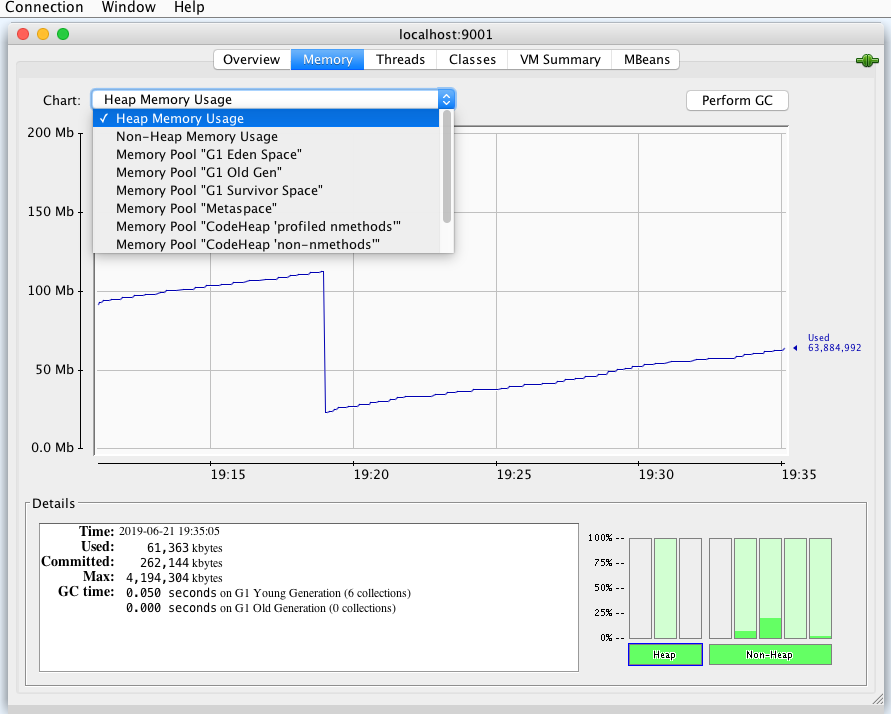 Connection Window Help
localhost:9001
Overview Memory Threads Classes VM Summary MBeans
Chart: Heap Memory Usage Perform GC
✓ Heap Memory Usage
Non-Heap Memory Usage
Memory Pool "G1 Eden Space"
Memory Pool "G1 Old Gen"
Memory Pool "G1 Survivor Space"
Memory Pool "Metaspace"
Memory Pool "CodeHeap 'profiled nmethods'"
Memory Pool "CodeHeap 'non-nmethods'"
200 Mb
150 Mb
100 Mb
50 Mb
0.0 Mb
Used
63,884,992
19:15 19:20 19:25 19:30 19:35
Details
Time: 2019-06-21 19:35:05
Used: 61,363 kbytes
Committed: 262,144 kbytes
Max: 4,194,304 kbytes
GC time: 0.050 seconds on G1 Young Generation (6 collections)
0.000 seconds on G1 Old Generation (0 collections)
100% --
75% --
50% --
25% --
0% --
Heap Non-Heap